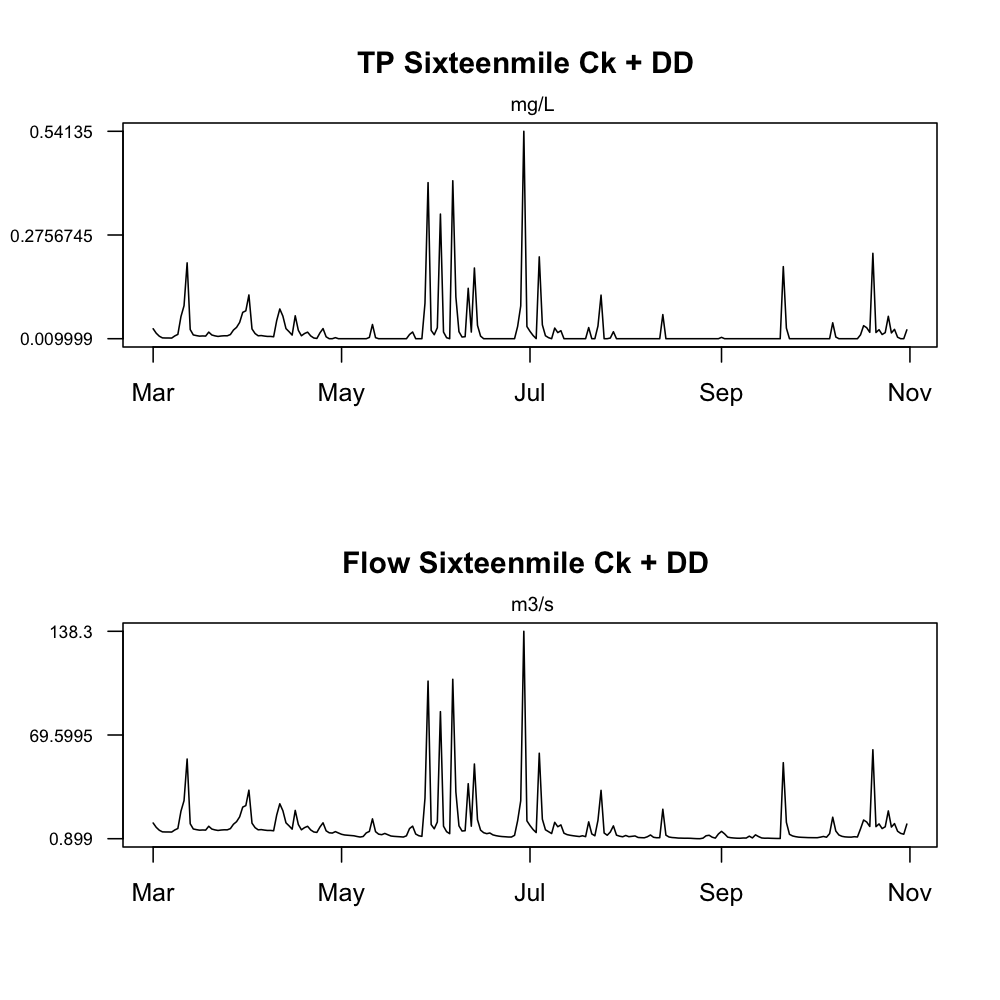 TP Sixteenmile Ck + DD
mg/L
0.54135
0.2756745
0.009999
Mar May Jul Sep Nov
Flow Sixteenmile Ck + DD
m3/s
138.3
69.5995
0.899
Mar May Jul Sep Nov